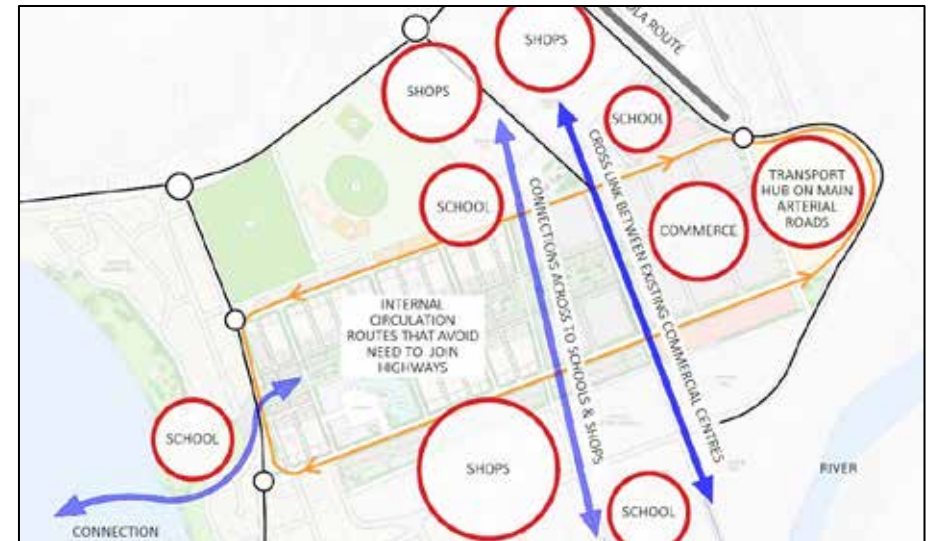 SHOPS
ROUTE
SHOPS
SCHOOL
TRANSPORT
HUB ON MAIN
ARTERIAL
ROADS
SCHOOL
COMMERCE
CROSS LINK BETWEEN EXISTING COMMERCIAL CENTRES
CONNECTIONS ACROSS TO SCHOOLS & SHOPS
INTERNAL
CIRCULATION
ROUTES THAT AVOID
NEED TO JOIN
HIGHWAYS
SCHOOL
SHOPS
RIVER
SCHOOL
CONNECTION